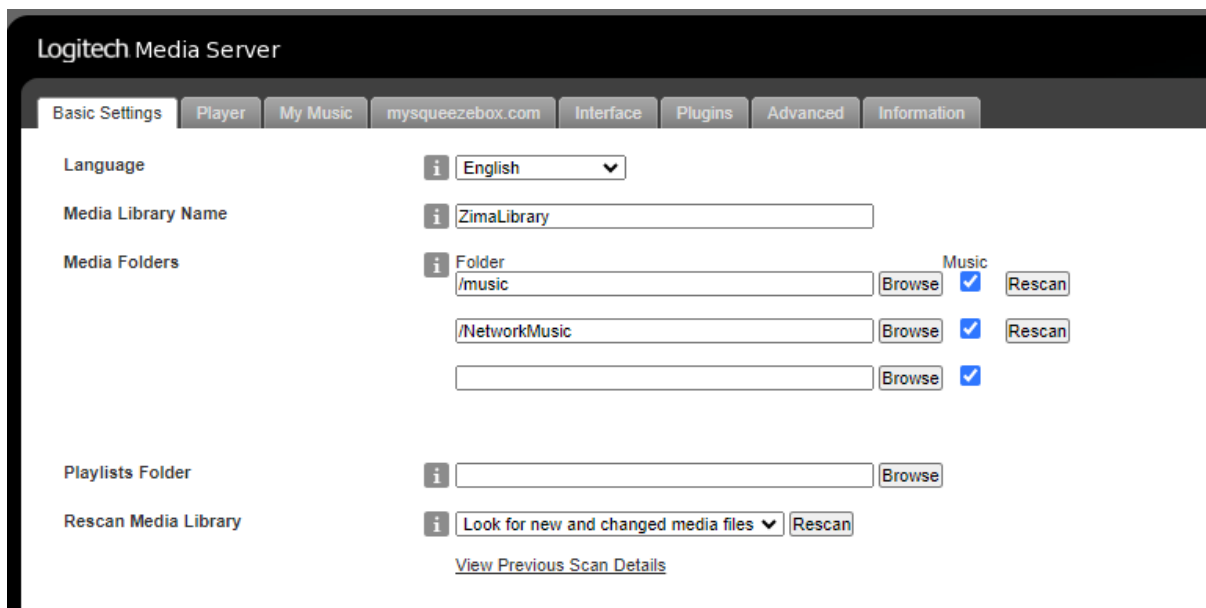 Logitech Media Server
Basic Settings Player My Music mysqueezebox.com Interface Plugins Advanced Information
Language i English
Media Library Name i ZimaLibrary
Media Folders i Folder Music
/music Browse Rescan
/NetworkMusic Browse Rescan
Browse
Playlists Folder i Browse
Rescan Media Library i Look for new and changed media files Rescan
View Previous Scan Details